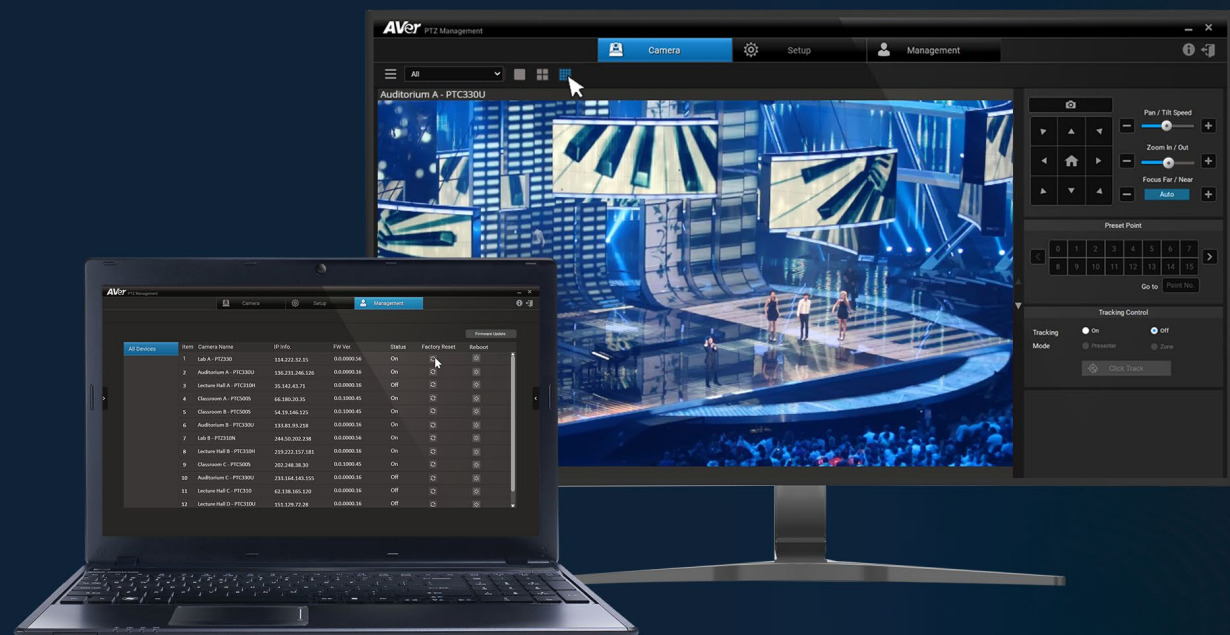 AVer PTZ Management
Camera Setup Management
All
Auditorium A - PTC330U
Pan / Tilt Speed
Zoom In / Out
Focus Far / Near
Auto
Preset Point
0 1 2 3 4 5 6 7
8 9 10 11 12 13 14 15
Go to Point No.
Tracking Control
Tracking On Off
Mode Presenter Zone
Click Track
AVer PTZ Management
Camera Setup Management
Firmware Update
All Devices
Item Camera Name IP Info. FW Ver. Status Factory Reset Reboot
1 Lab A - PTZ330 114.222.32.15 0.0.0000.56 On
2 Auditorium A - PTC330U 136.231.246.126 0.0.0000.16 On
3 Lecture Hall A - PTC310H 35.142.43.71 0.0.0000.16 Off
4 Classroom A - PTC500S 66.180.20.35 0.0.1000.45 On
5 Classroom B - PTC500S 54.19.146.125 0.0.1000.45 On
6 Auditorium B - PTC330U 133.81.93.218 0.0.0000.16 On
7 Lab B - PTZ310N 244.50.202.238 0.0.0000.56 On
8 Lecture Hall B - PTC310H 219.222.157.181 0.0.0000.16 On
9 Classroom C - PTC500S 202.248.38.30 0.0.1000.45 On
10 Auditorium C - PTC330U 233.164.143.155 0.0.0000.16 Off
11 Lecture Hall C - PTC310 62.138.165.120 0.0.0000.16 Off
12 Lecture Hall D - PTC310U 151.129.72.28 0.0.0000.16 Off